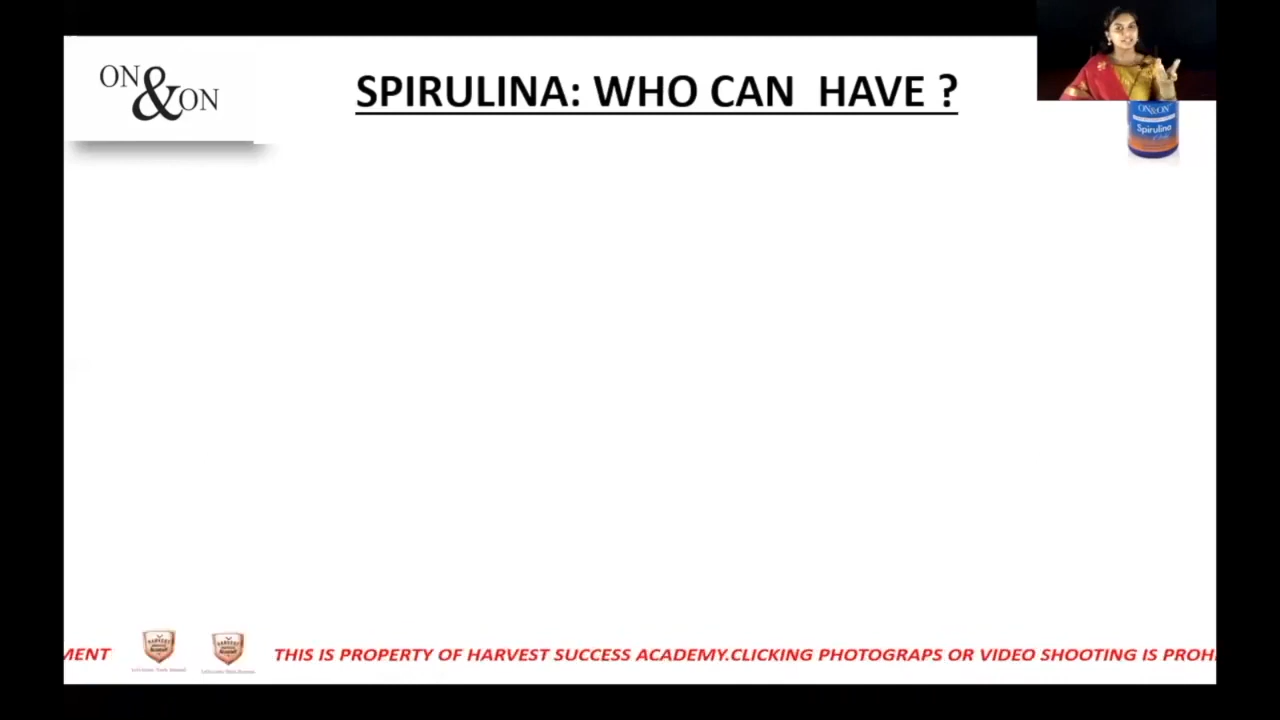 ON & ON
SPIRULINA: WHO CAN HAVE ?
ON&ON
Spirulina
MENT
HARVEST
THIS IS PROPERTY OF HARVEST SUCCESS ACADEMY.CLICKING PHOTOGRAPS OR VIDEO SHOOTING IS PROH